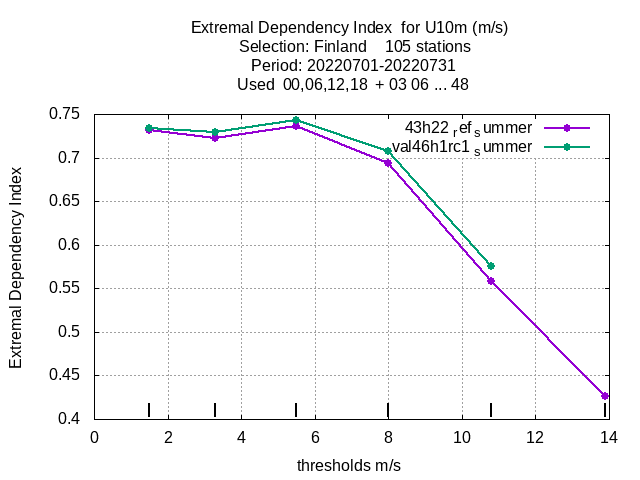 Extremal Dependency Index for U10m (m/s)
Selection: Finland 105 stations
Period: 20220701-20220731
Used 00,06,12,18 + 03 06 ... 48
43h22 ref summer
val46h1rc1 summer
Extremal Dependency Index
0.75
0.7
0.65
0.6
0.55
0.5
0.45
0.4
0 2 4 6 8 10 12 14
thresholds m/s